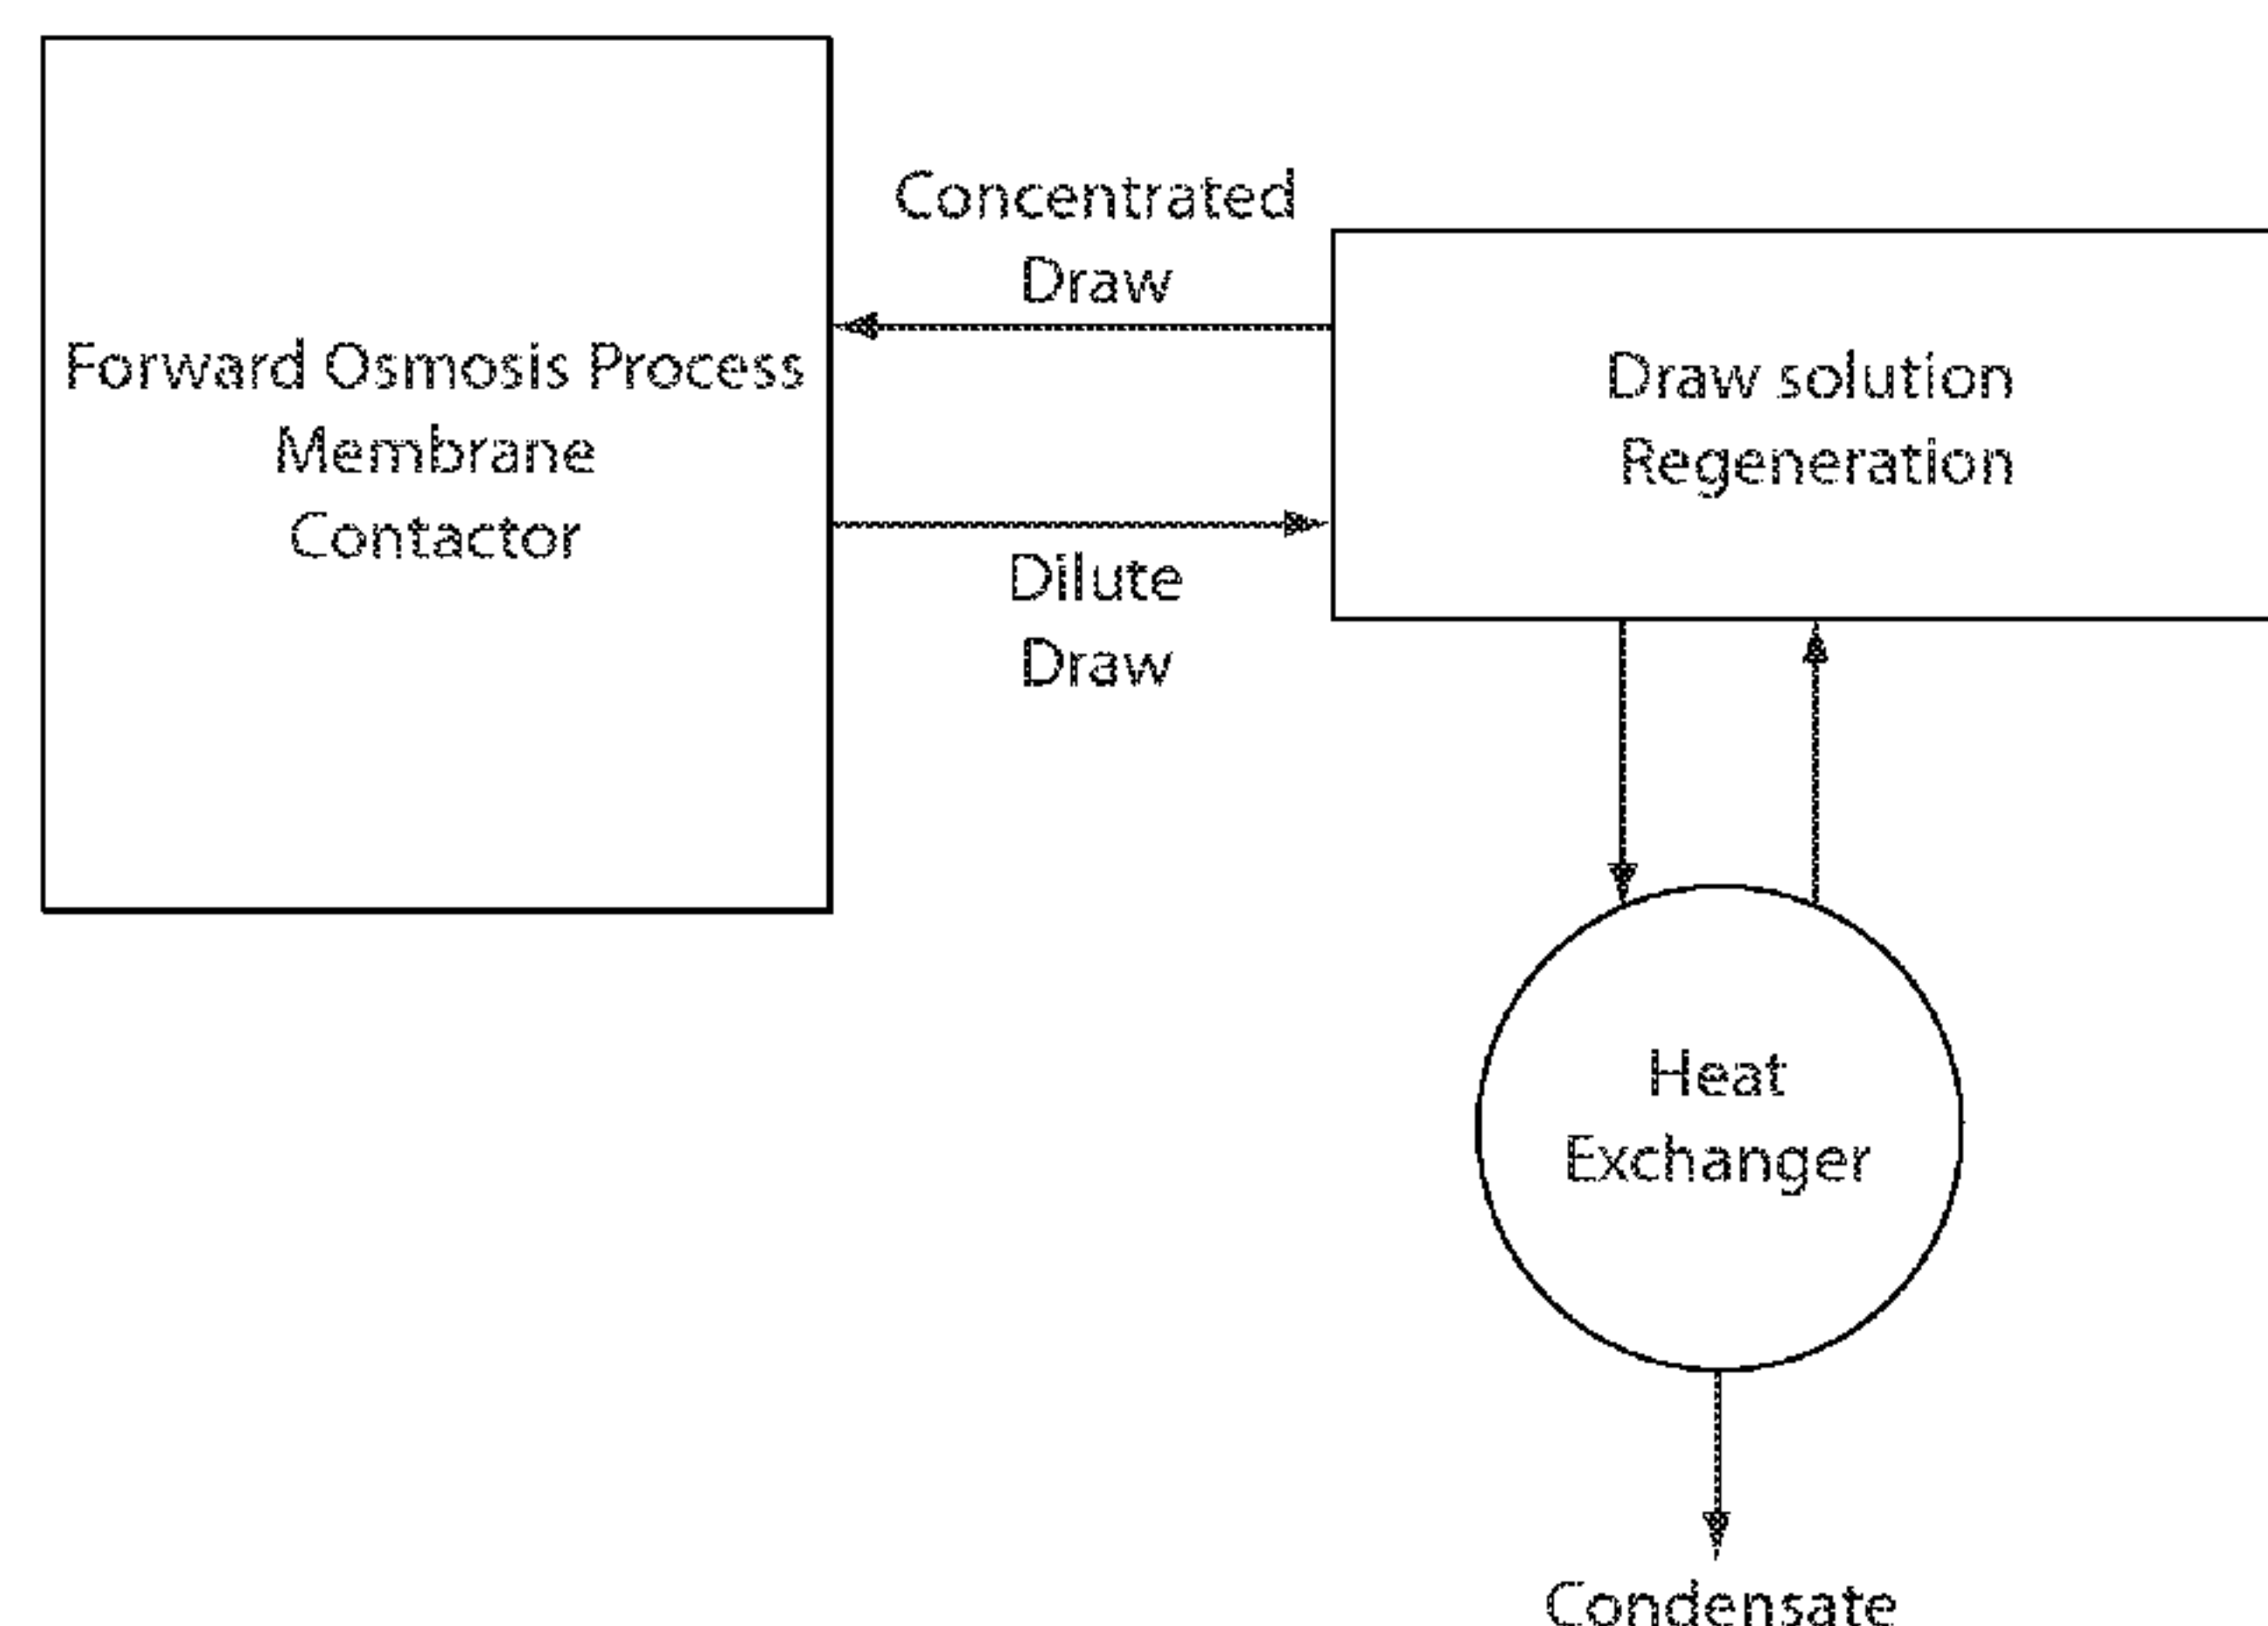 Concentrated
Draw
Forward Osmosis Process
Membrane
Contactor
Draw solution
Regeneration
Dilute
Draw
Heat
Exchanger
Condensate